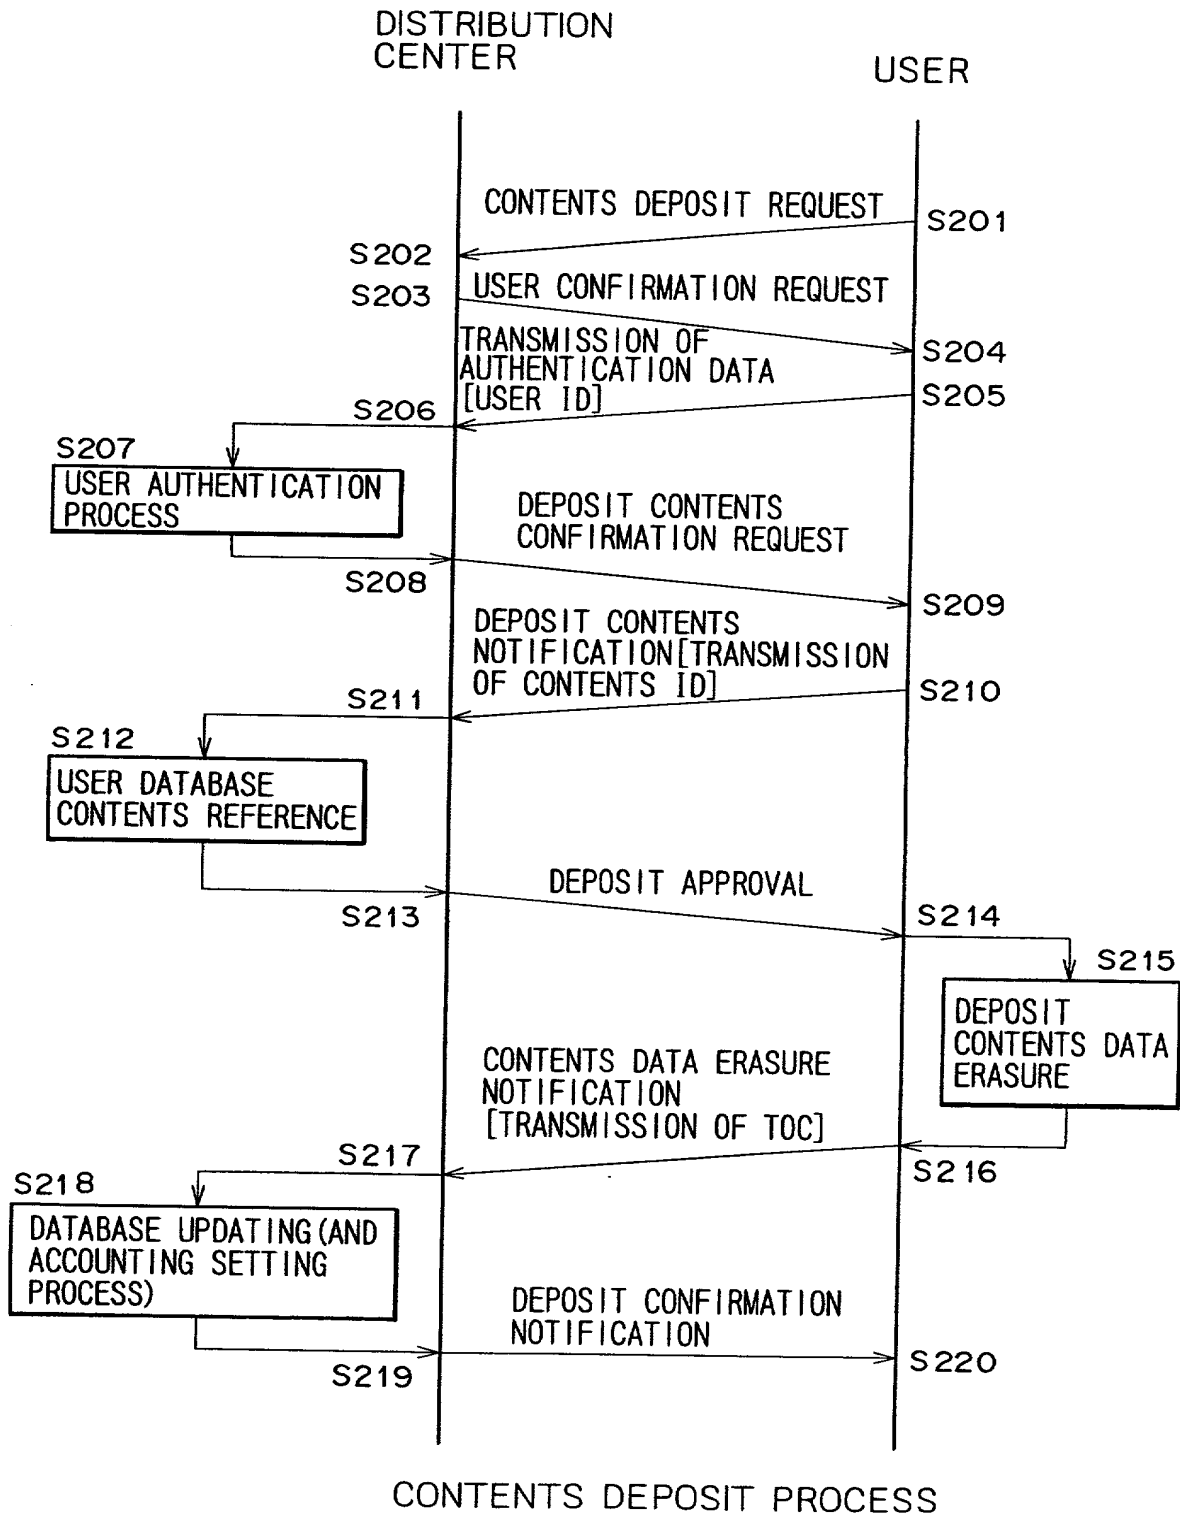 DISTRIBUTION
CENTER
USER
CONTENTS DEPOSIT REQUEST
S201
S202
USER CONFIRMATION REQUEST
S203
S204
TRANSMISSION OF
AUTHENTICATION DATA
[USER ID]
S205
S206
S207
USER AUTHENTICATION
PROCESS
DEPOSIT CONTENTS
CONFIRMATION REQUEST
S208
S209
DEPOSIT CONTENTS
NOTIFICATION[TRANSMISSION
OF CONTENTS ID]
S210
S211
S212
USER DATABASE
CONTENTS REFERENCE
DEPOSIT APPROVAL
S213
S214
S215
DEPOSIT
CONTENTS DATA
ERASURE
CONTENTS DATA ERASURE
NOTIFICATION
[TRANSMISSION OF TOC]
S216
S217
S218
DATABASE UPDATING(AND
ACCOUNTING SETTING
PROCESS)
DEPOSIT CONFIRMATION
NOTIFICATION
S219
S220
CONTENTS DEPOSIT PROCESS